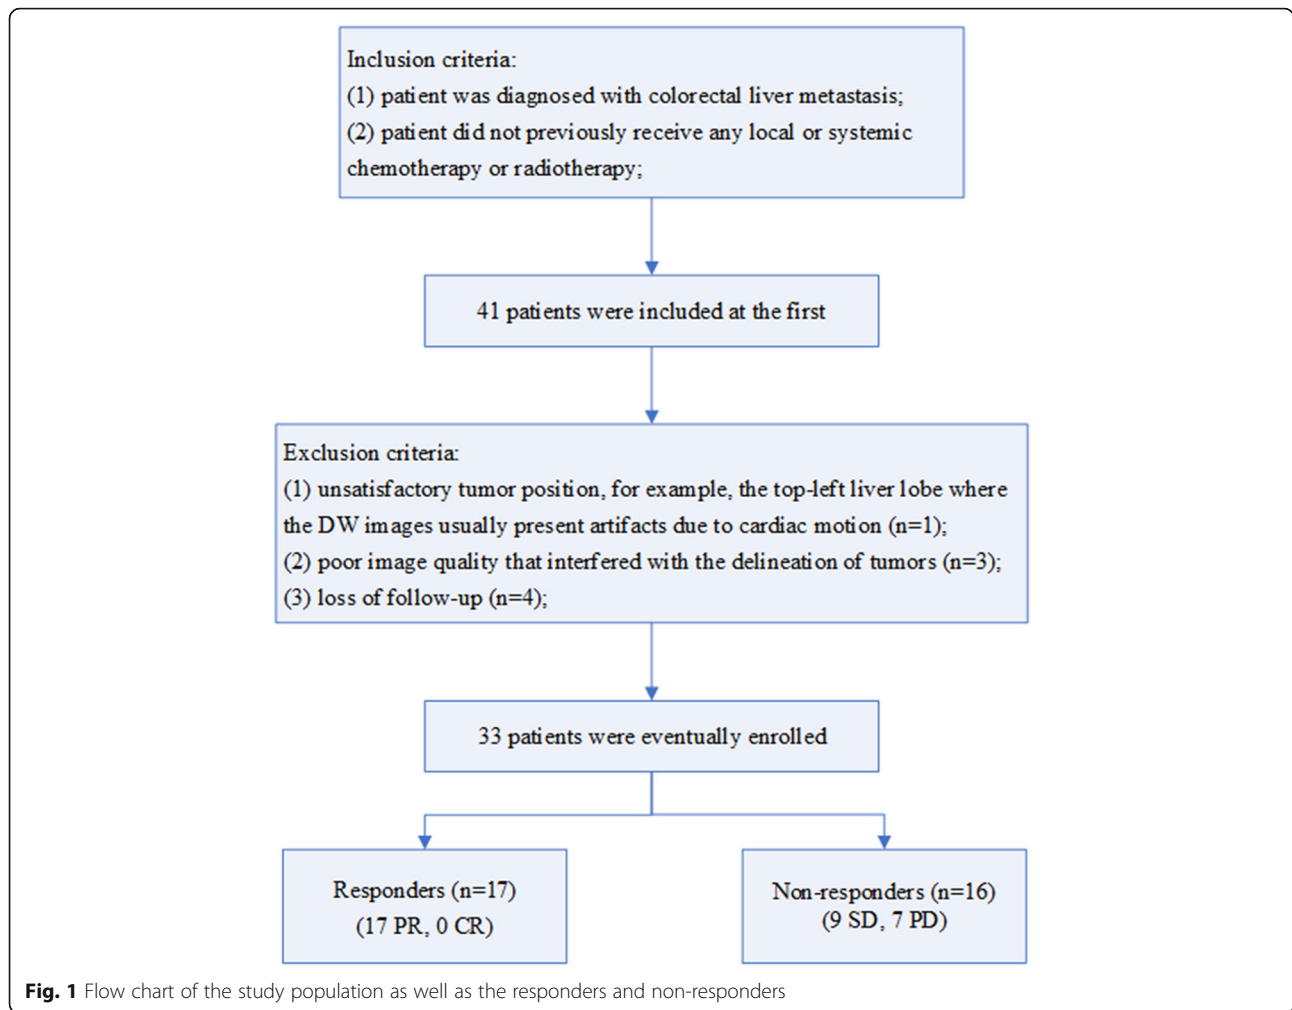 Inclusion criteria:
(1) patient was diagnosed with colorectal liver metastasis;
(2) patient did not previously receive any local or systemic
chemotherapy or radiotherapy;
41 patients were included at the first
Exclusion criteria:
(1) unsatisfactory tumor position, for example, the top-left liver lobe where
the DW images usually present artifacts due to cardiac motion (n=1);
(2) poor image quality that interfered with the delineation of tumors (n=3);
(3) loss of follow-up (n=4);
33 patients were eventually enrolled
Responders (n=17)
(17 PR, 0 CR)
Non-responders (n=16)
(9 SD, 7 PD)
Fig. 1 Flow chart of the study population as well as the responders and non-responders